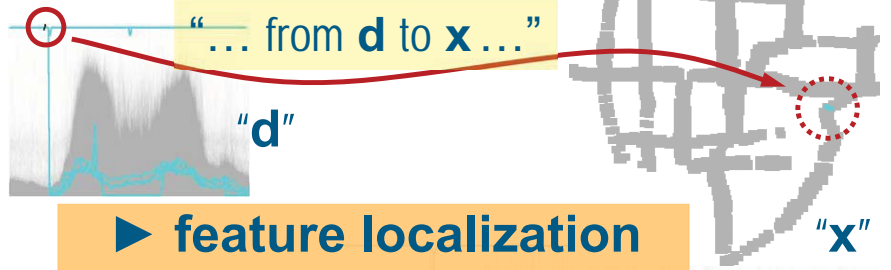 “… from d to x …”
"d"
► feature localization
"x"